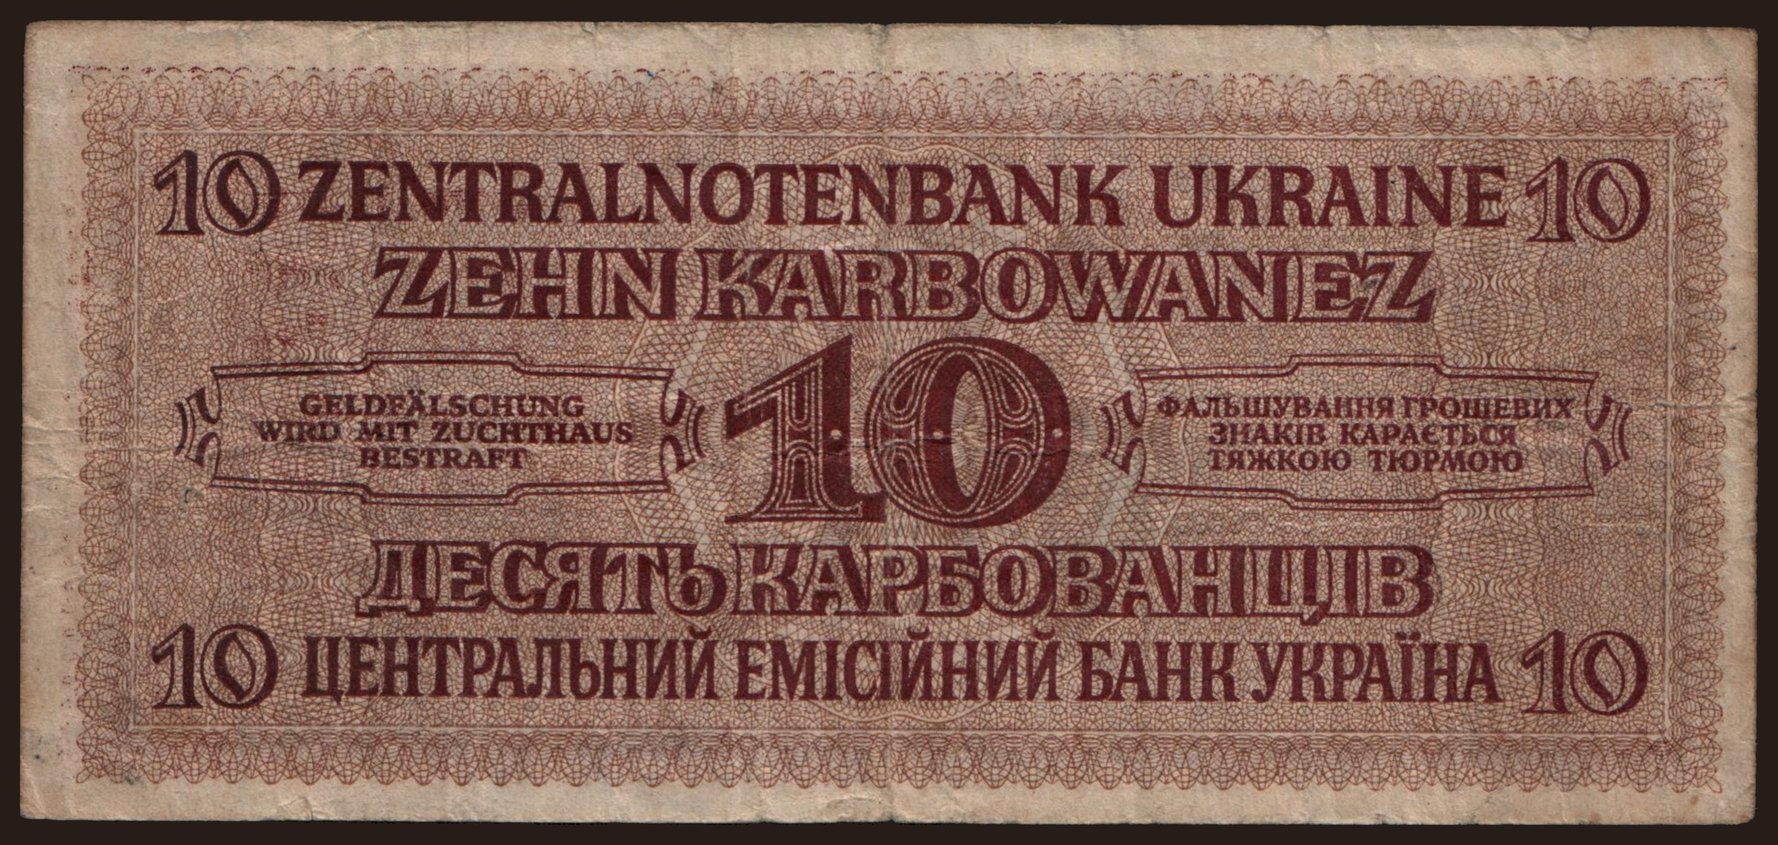 10 ZENTRALNOTENBANK UKRAINE 10
ZEHN KARBOWANEZ
GELDFÄLSCHUNG
WIRD MIT ZUCHTHAUS
BESTRAFT
10
ФАЛЬШУВАННЯ ГРОШЕВИХ
ЗНАКІВ КАРАЄТЬСЯ
ТЯЖКОЮ ТЮРМОЮ
ДЕСЯТЬ КАРБОВАНЦІВ
10 ЦЕНТРАЛЬНИЙ ЕМІСІЙНИЙ БАНК УКРАЇНА 10